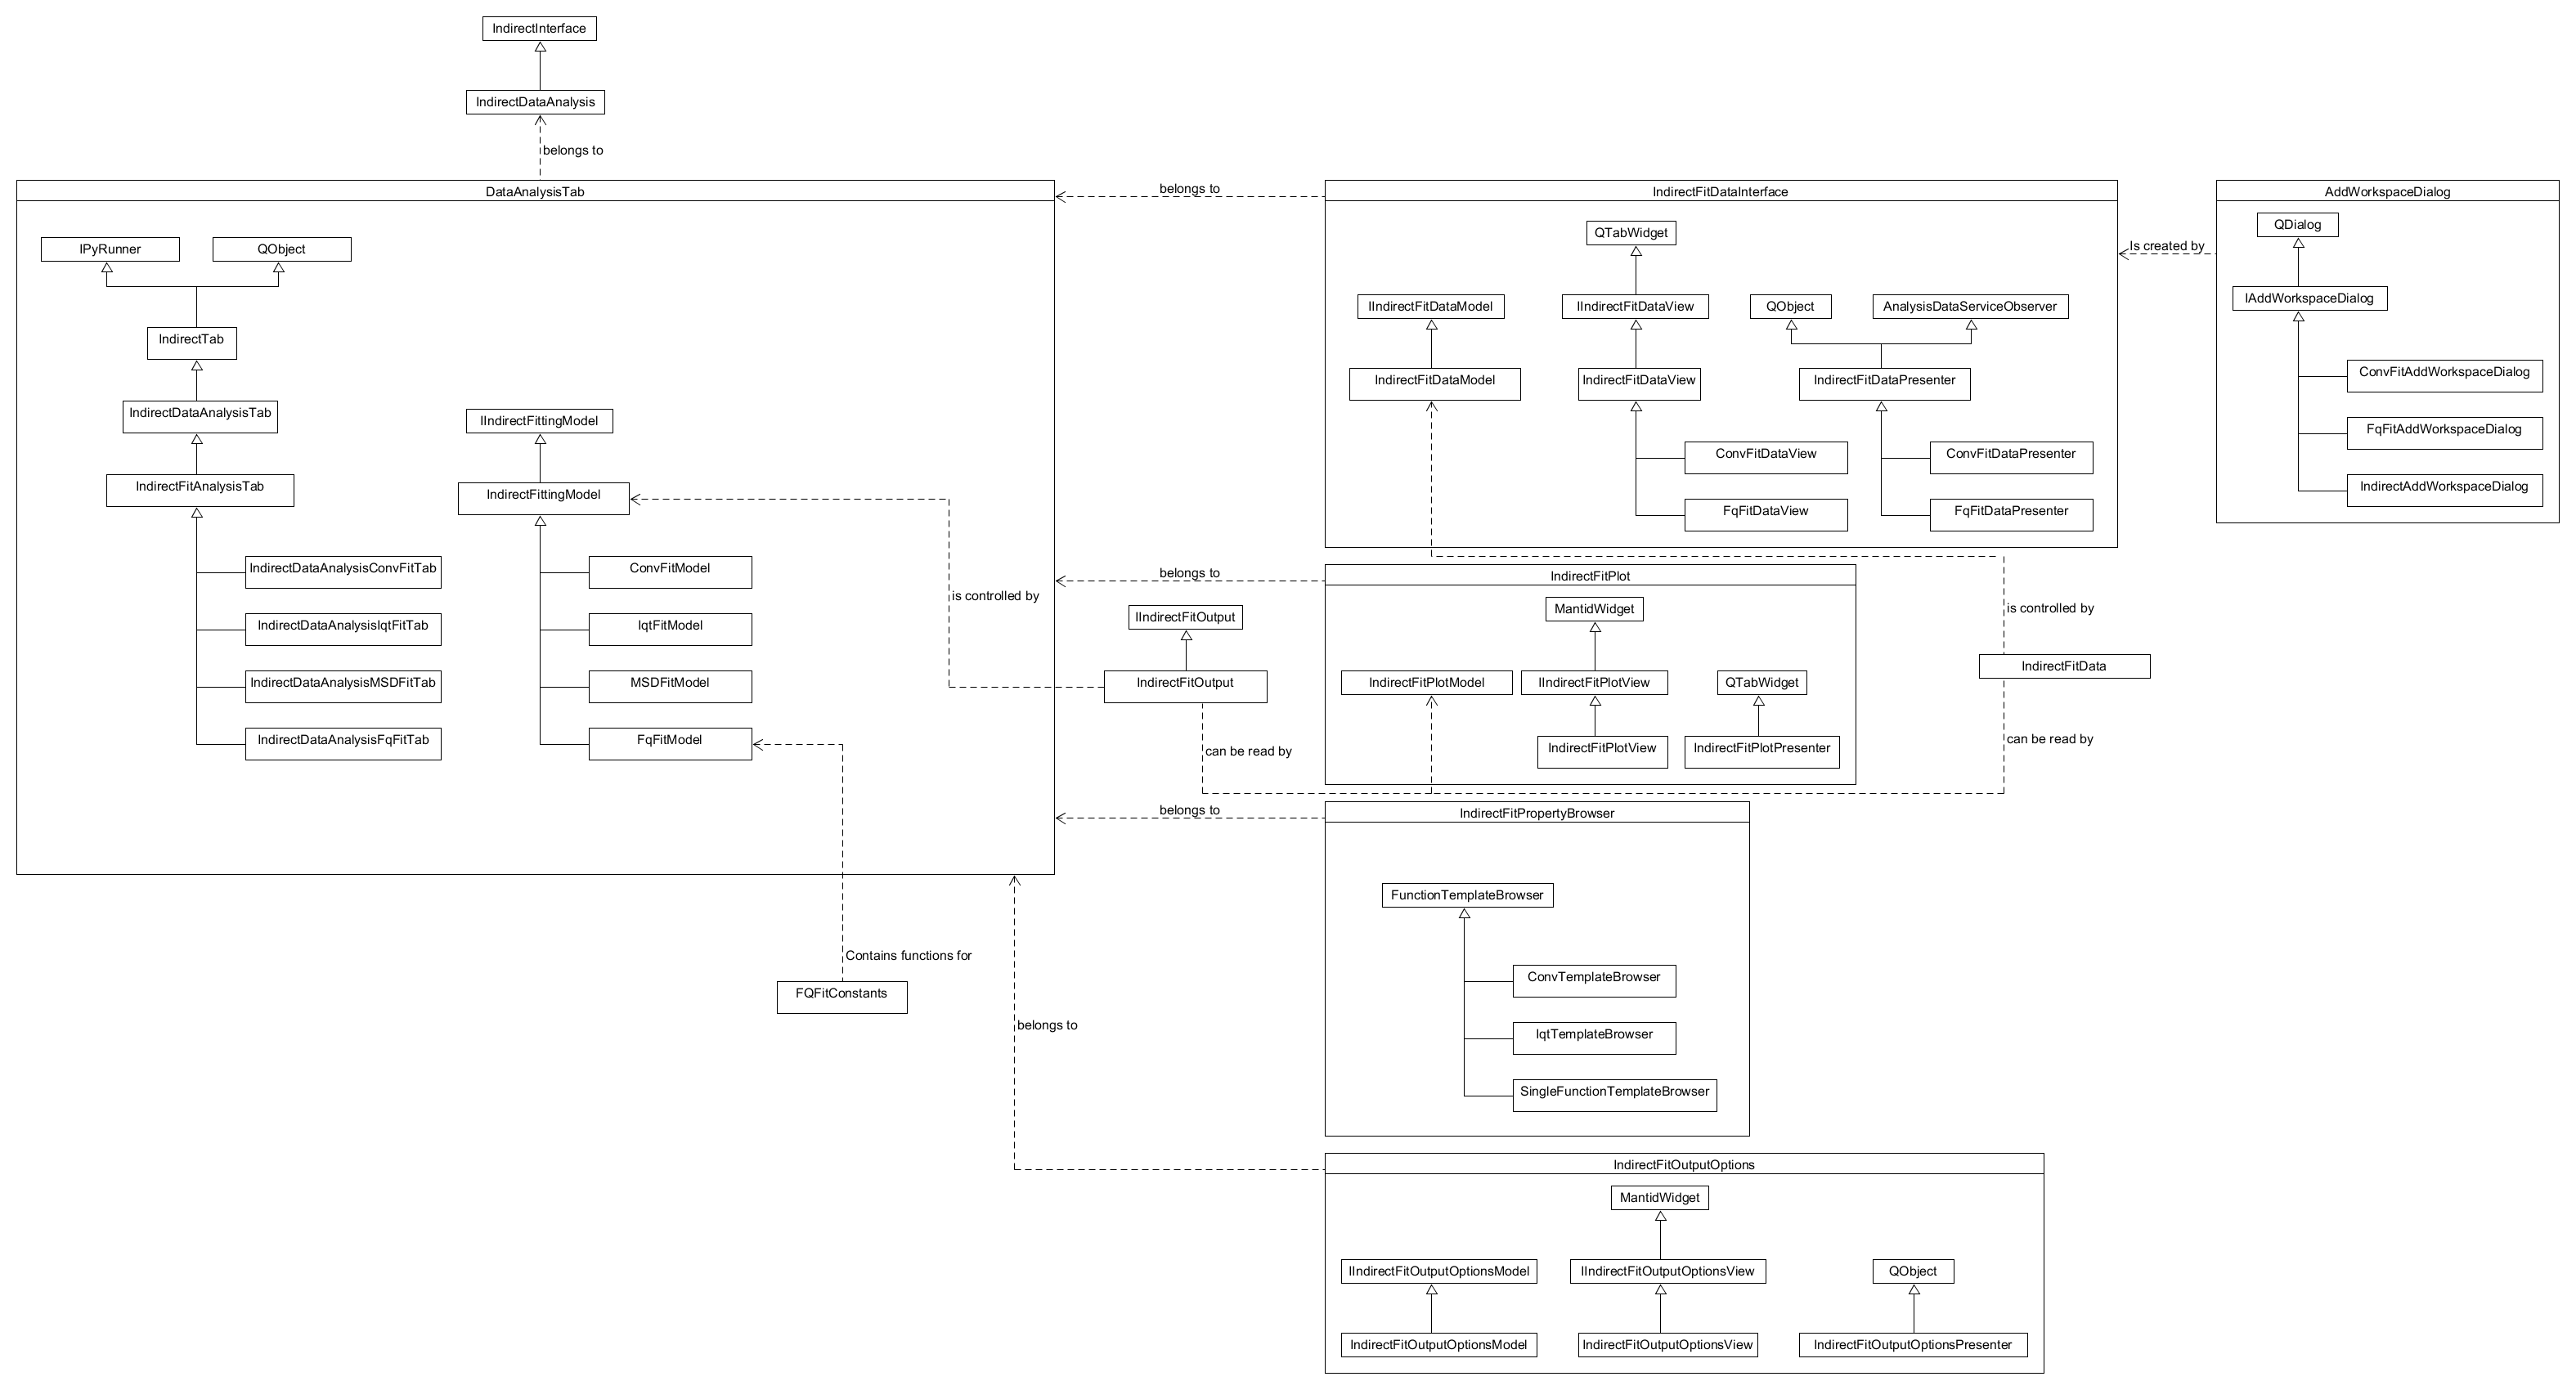 IndirectInterface
IndirectDataAnalysis
belongs to
DataAnalysisTab
IPyRunner
QObject
IndirectTab
IndirectDataAnalysisTab
IndirectFitAnalysisTab
IndirectDataAnalysisConvFitTab
IndirectDataAnalysisIqtFitTab
IndirectDataAnalysisMSDFitTab
IndirectDataAnalysisFqFitTab
IIndirectFittingModel
IndirectFittingModel
ConvFitModel
IqtFitModel
MSDFitModel
FqFitModel
is controlled by
Contains functions for
FQFitConstants
belongs to
belongs to
belongs to
belongs to
IIndirectFitOutput
IndirectFitOutput
can be read by
IndirectFitDataInterface
QTabWidget
IIndirectFitDataModel
IIndirectFitDataView
QObject
AnalysisDataServiceObserver
IndirectFitDataModel
IndirectFitDataView
IndirectFitDataPresenter
ConvFitDataView
ConvFitDataPresenter
FqFitDataView
FqFitDataPresenter
Is created by
AddWorkspaceDialog
QDialog
IAddWorkspaceDialog
ConvFitAddWorkspaceDialog
FqFitAddWorkspaceDialog
IndirectAddWorkspaceDialog
IndirectFitPlot
MantidWidget
IndirectFitPlotModel
IIndirectFitPlotView
QTabWidget
IndirectFitPlotView
IndirectFitPlotPresenter
is controlled by
IndirectFitData
can be read by
IndirectFitPropertyBrowser
FunctionTemplateBrowser
ConvTemplateBrowser
IqtTemplateBrowser
SingleFunctionTemplateBrowser
IndirectFitOutputOptions
MantidWidget
IIndirectFitOutputOptionsModel
IIndirectFitOutputOptionsView
QObject
IndirectFitOutputOptionsModel
IndirectFitOutputOptionsView
IndirectFitOutputOptionsPresenter